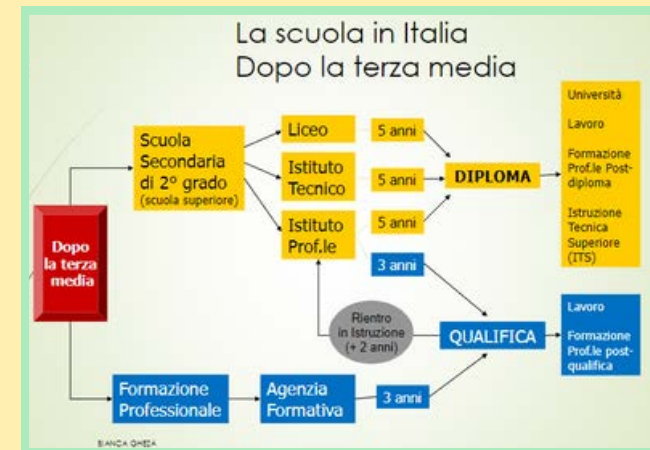 La scuola in Italia
Dopo la terza media
Dopo
la terza
media
Scuola
Secondaria
di 2° grado
(scuola superiore)
Liceo
5 anni
Istituto
Tecnico
5 anni
Istituto
Prof.le
5 anni
3 anni
DIPLOMA
Università
Lavoro
Formazione
Prof.le Post-
diploma
Istruzione
Tecnica
Superiore
(ITS)
Rientro
in Istruzione
(+ 2 anni)
QUALIFICA
Lavoro
Formazione
Prof.le post-
qualifica
Formazione
Professionale
Agenzia
Formativa
3 anni
BIANCA GHEZA